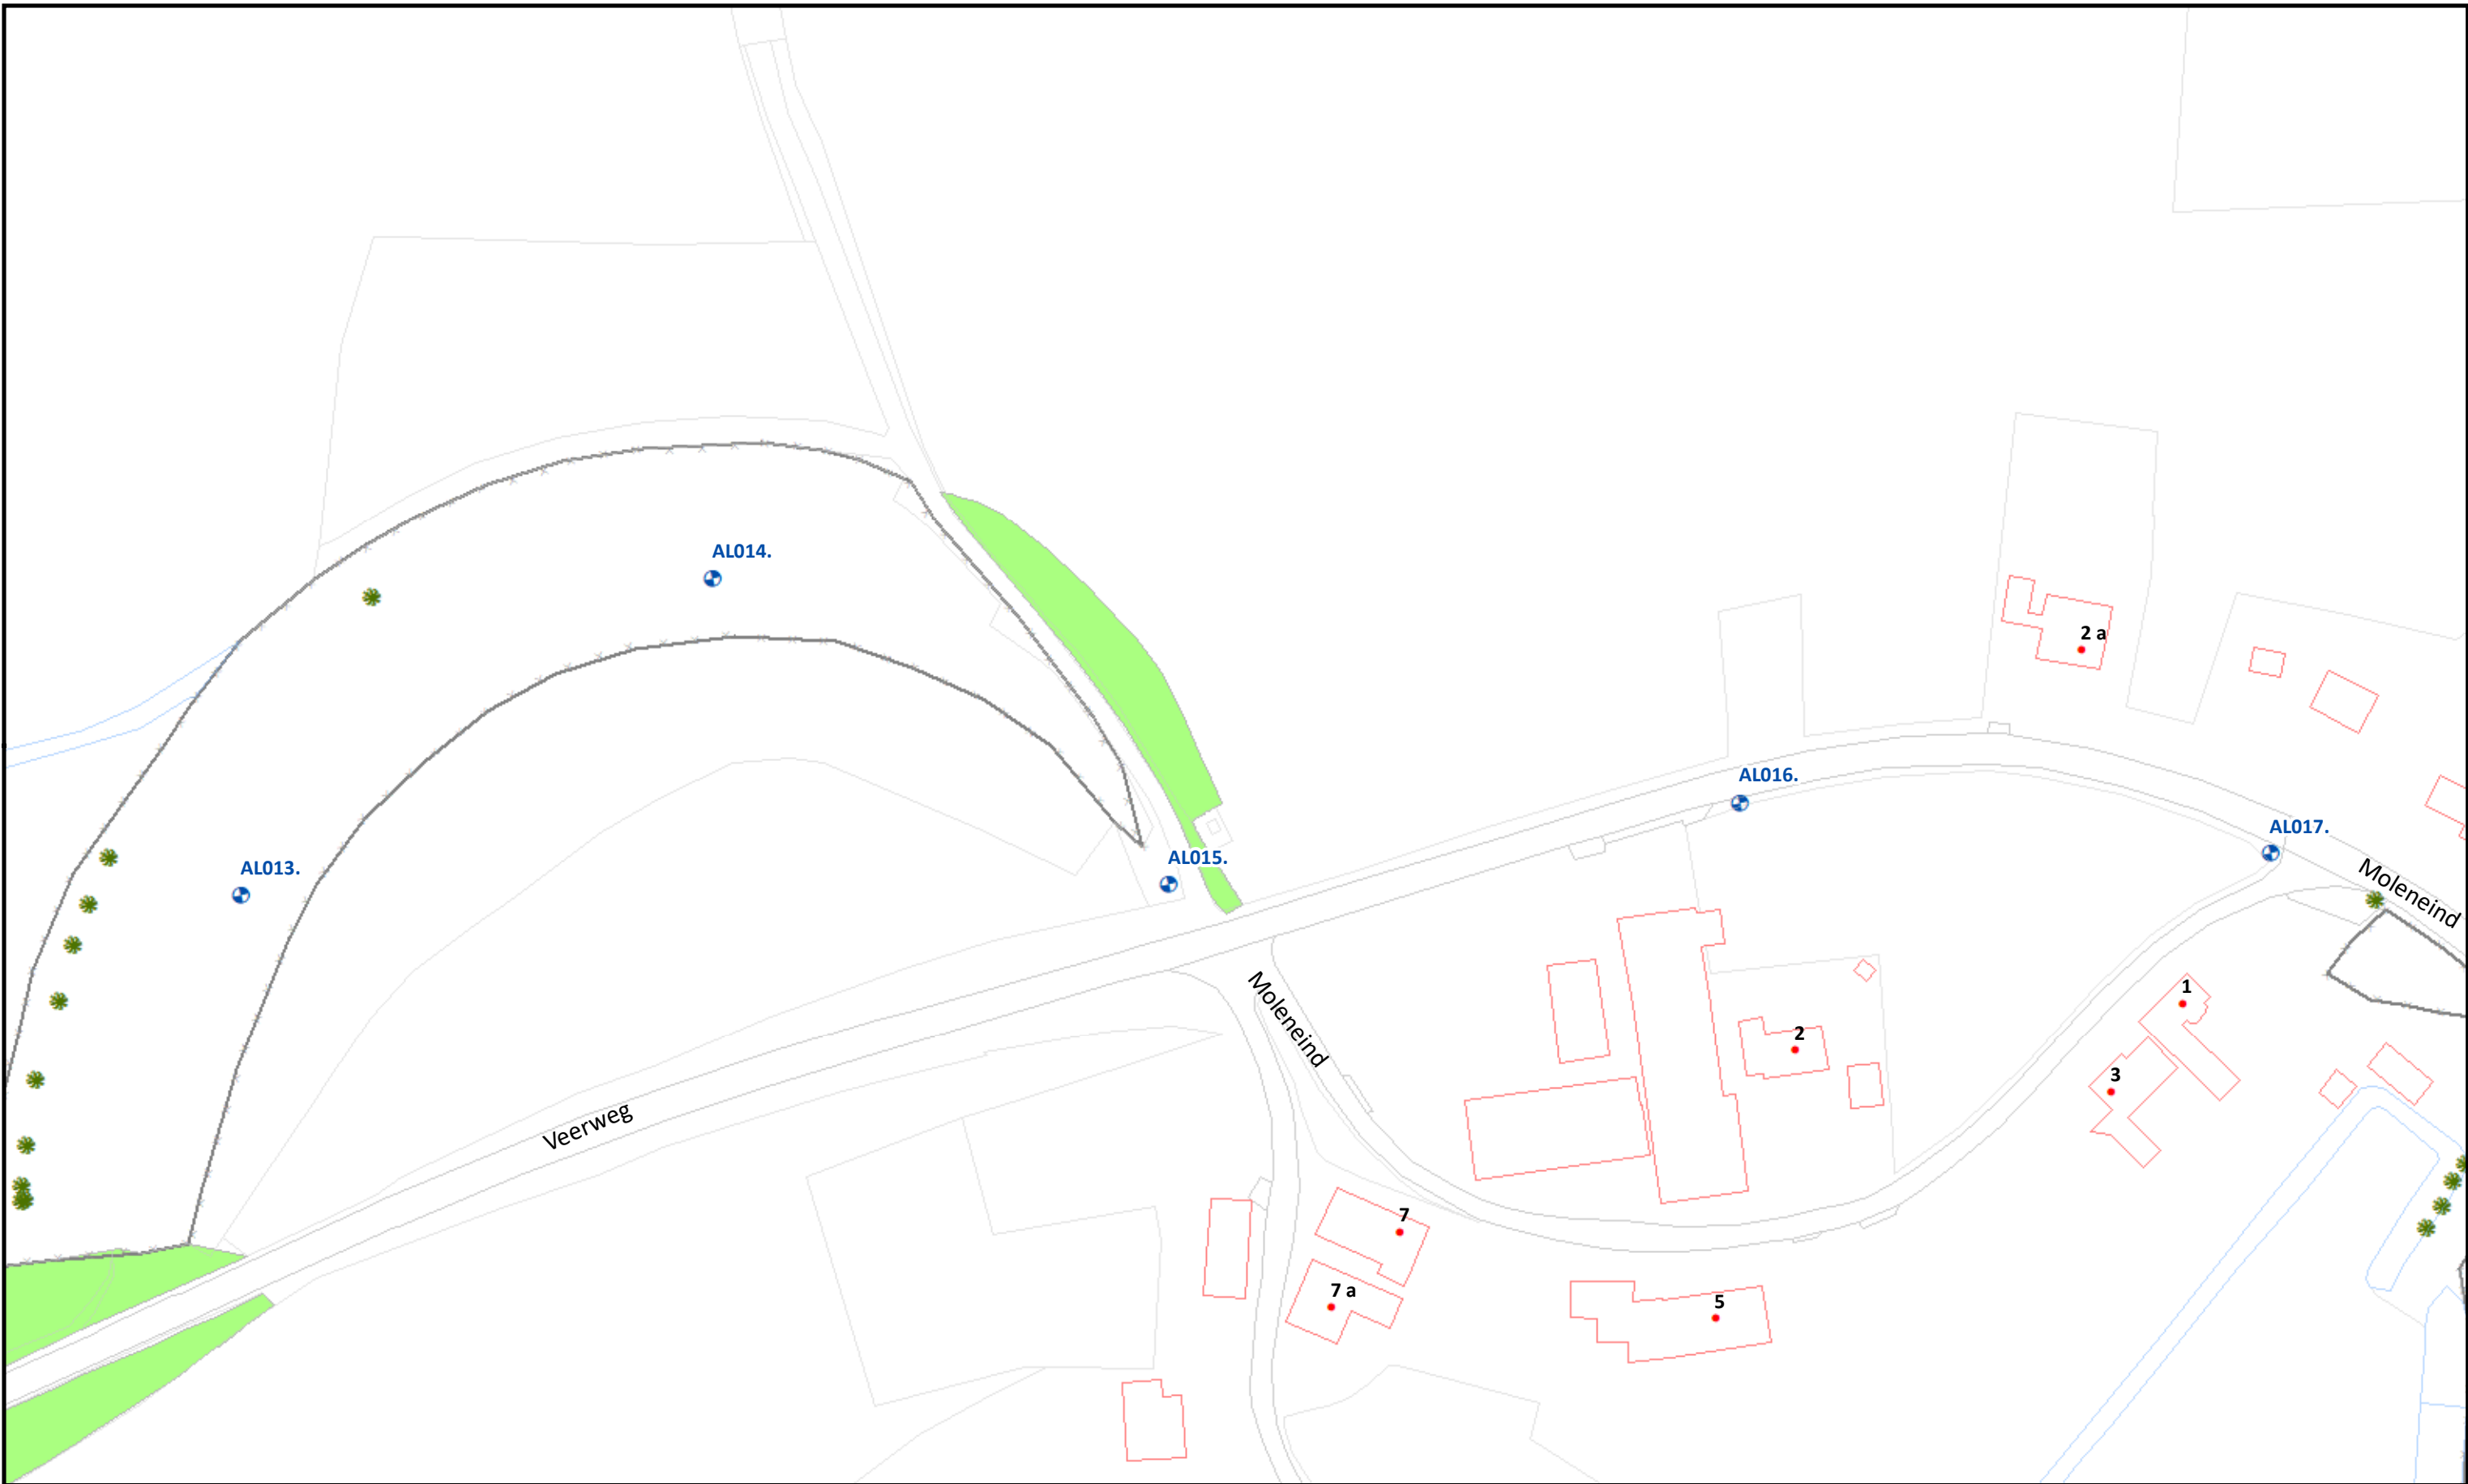 AL014.
2 a
AL016.
AL017.
AL015.
AL013.
Moleneind
Moleneind
1
2
3
Veerweg
7
7 a
5